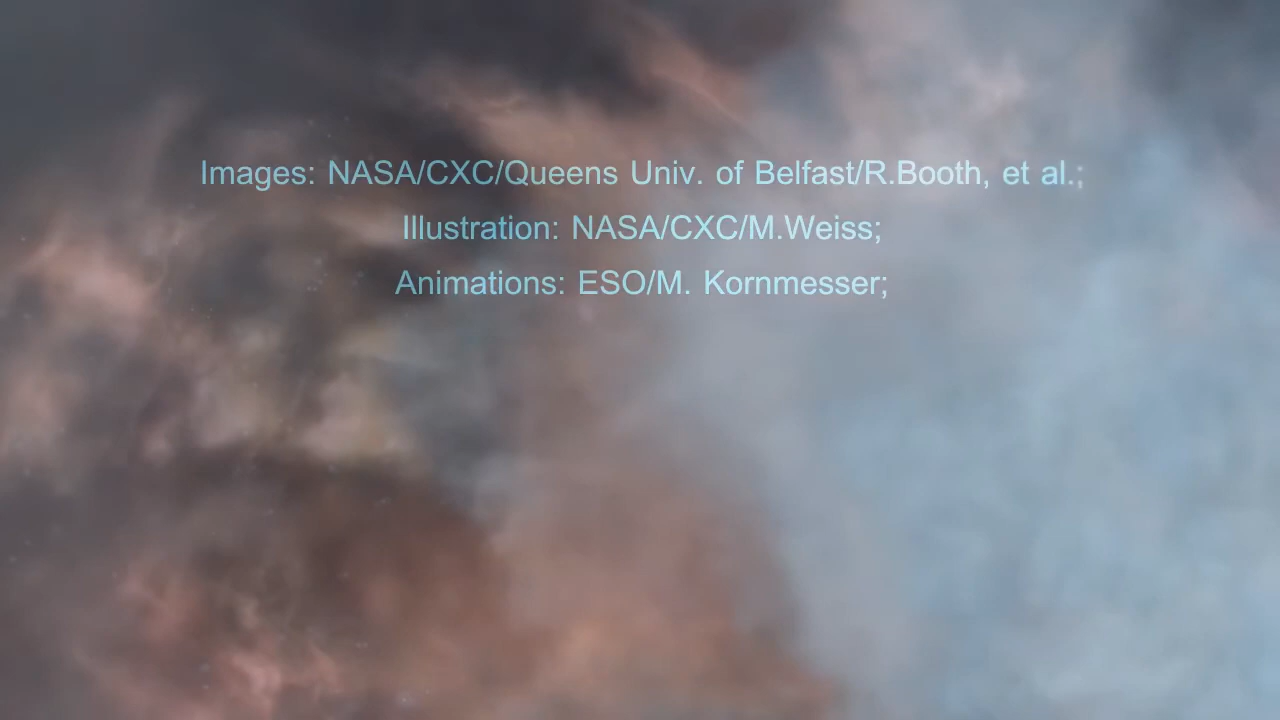 Images: NASA/CXC/Queens Univ. of Belfast/R.Booth, et al.;
Illustration: NASA/CXC/M.Weiss;
Animations: ESO/M. Kornmesser;